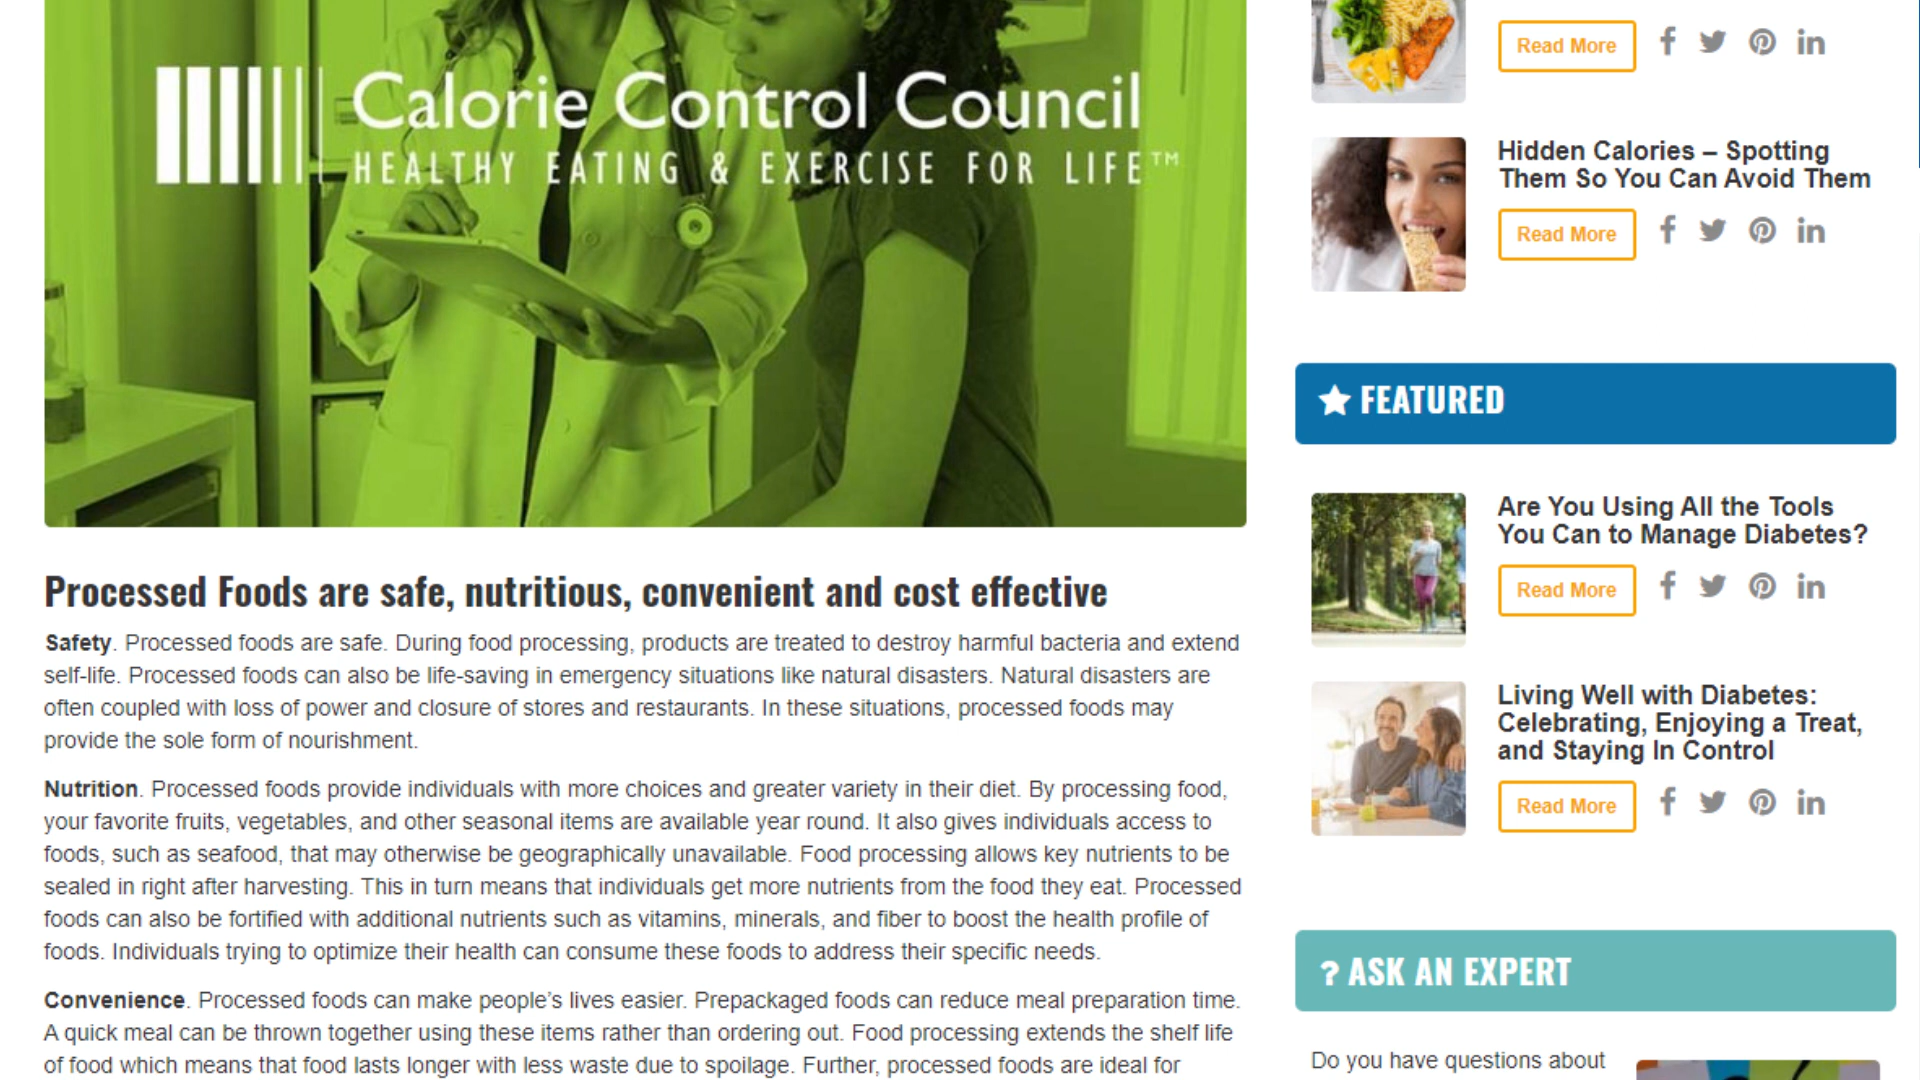 Calorie Control Council
HEALTHY EATING & EXERCISE FOR LIFE™
Processed Foods are safe, nutritious, convenient and cost effective
Safety. Processed foods are safe. During food processing, products are treated to destroy harmful bacteria and extend
self-life. Processed foods can also be life-saving in emergency situations like natural disasters. Natural disasters are
often coupled with loss of power and closure of stores and restaurants. In these situations, processed foods may
provide the sole form of nourishment.
Nutrition. Processed foods provide individuals with more choices and greater variety in their diet. By processing food,
your favorite fruits, vegetables, and other seasonal items are available year round. It also gives individuals access to
foods, such as seafood, that may otherwise be geographically unavailable. Food processing allows key nutrients to be
sealed in right after harvesting. This in turn means that individuals get more nutrients from the food they eat. Processed
foods can also be fortified with additional nutrients such as vitamins, minerals, and fiber to boost the health profile of
foods. Individuals trying to optimize their health can consume these foods to address their specific needs.
Convenience. Processed foods can make people’s lives easier. Prepackaged foods can reduce meal preparation time.
A quick meal can be thrown together using these items rather than ordering out. Food processing extends the shelf life
of food which means that food lasts longer with less waste due to spoilage. Further, processed foods are ideal for
Read More
Hidden Calories – Spotting
Them So You Can Avoid Them
Read More
FEATURED
Are You Using All the Tools
You Can to Manage Diabetes?
Read More
Living Well with Diabetes:
Celebrating, Enjoying a Treat,
and Staying In Control
Read More
? ASK AN EXPERT
Do you have questions about